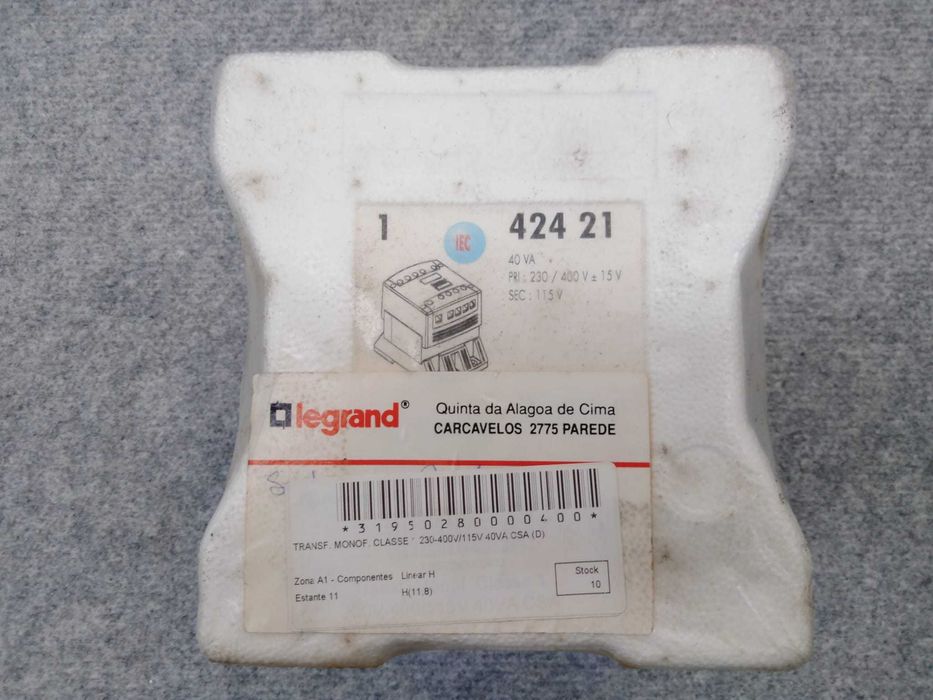 1
IEC
424 21
40 VA
PRI : 230 / 400 V ± 15 V
SEC : 115 V
legrand®
Quinta da Alagoa de Cima
CARCAVELOS 2775 PAREDE
*31950280000400*
TRANSF. MONOF. CLASSE 230-400V/115V 40VA CSA (D)
Zona A1 - Componentes Linear H
Estante 11 H(11,8)
Stock
10